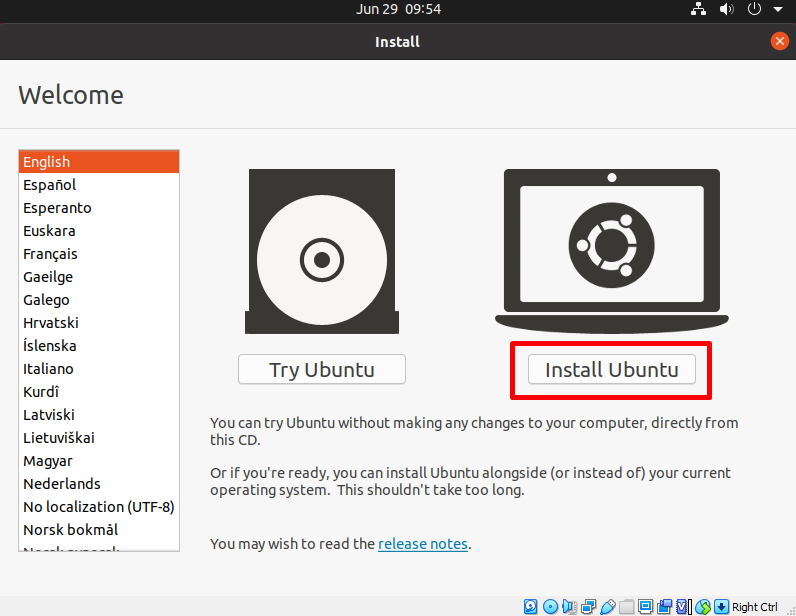 Jun 29 09:54
Install
Welcome
English
Español
Esperanto
Euskara
Français
Gaeilge
Galego
Hrvatski
Íslenska
Italiano
Kurdî
Latviski
Lietuviškai
Magyar
Nederlands
No localization (UTF-8)
Norsk bokmål
Try Ubuntu
Install Ubuntu
You can try Ubuntu without making any changes to your computer, directly from
this CD.
Or if you're ready, you can install Ubuntu alongside (or instead of) your current
operating system. This shouldn't take too long.
You may wish to read the release notes.
Right Ctrl